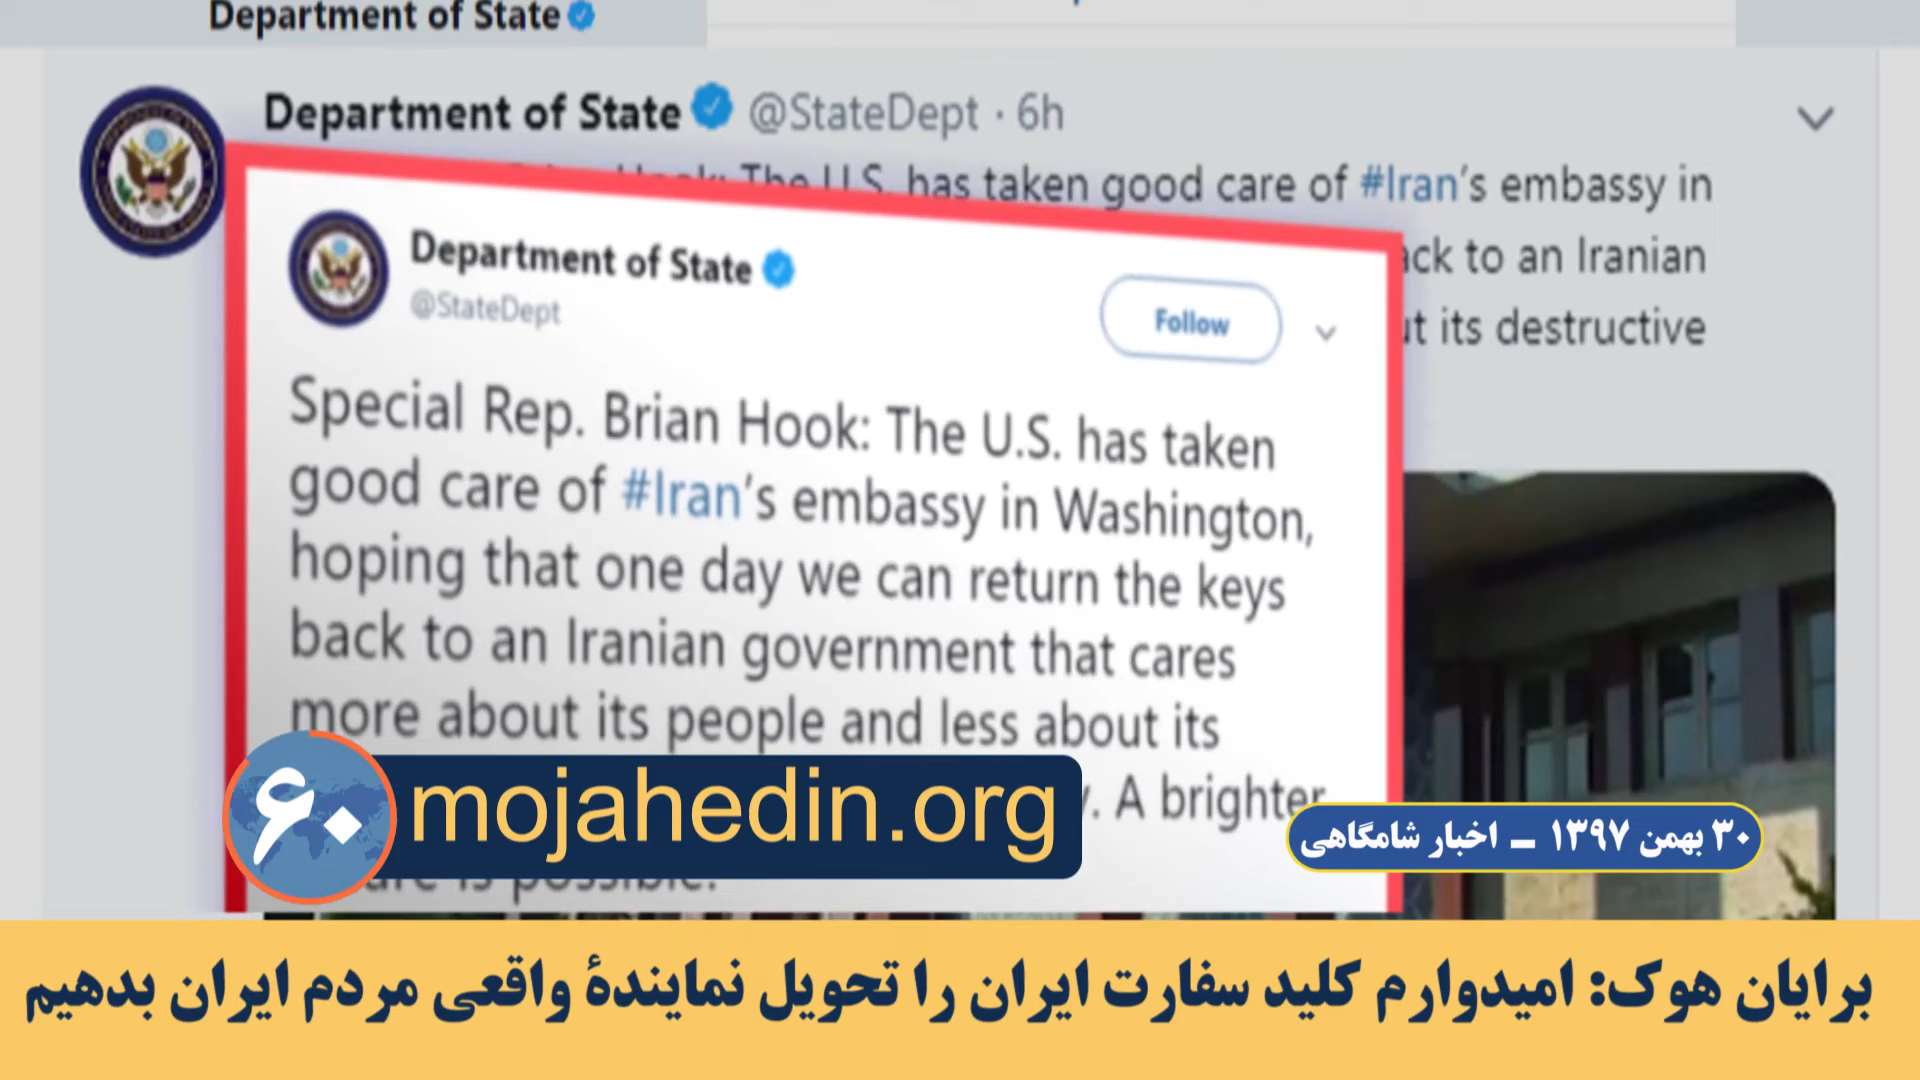 Department of State
Department of State @StateDept · 6h
The U.S. has taken good care of #Iran's embassy in
to an Iranian
its destructive
Department of State
@StateDept
Follow
Special Rep. Brian Hook: The U.S. has taken
good care of #Iran's embassy in Washington,
hoping that one day we can return the keys
back to an Iranian government that cares
more about its people and less about its
A brighter
is possible.
۶۰
mojahedin.org
۳۰ بهمن ۱۳۹۷ ـ اخبار شامگاهی
برایان هوک: امیدوارم کلید سفارت ایران را تحویل نمایندهٔ واقعی مردم ایران بدهیم